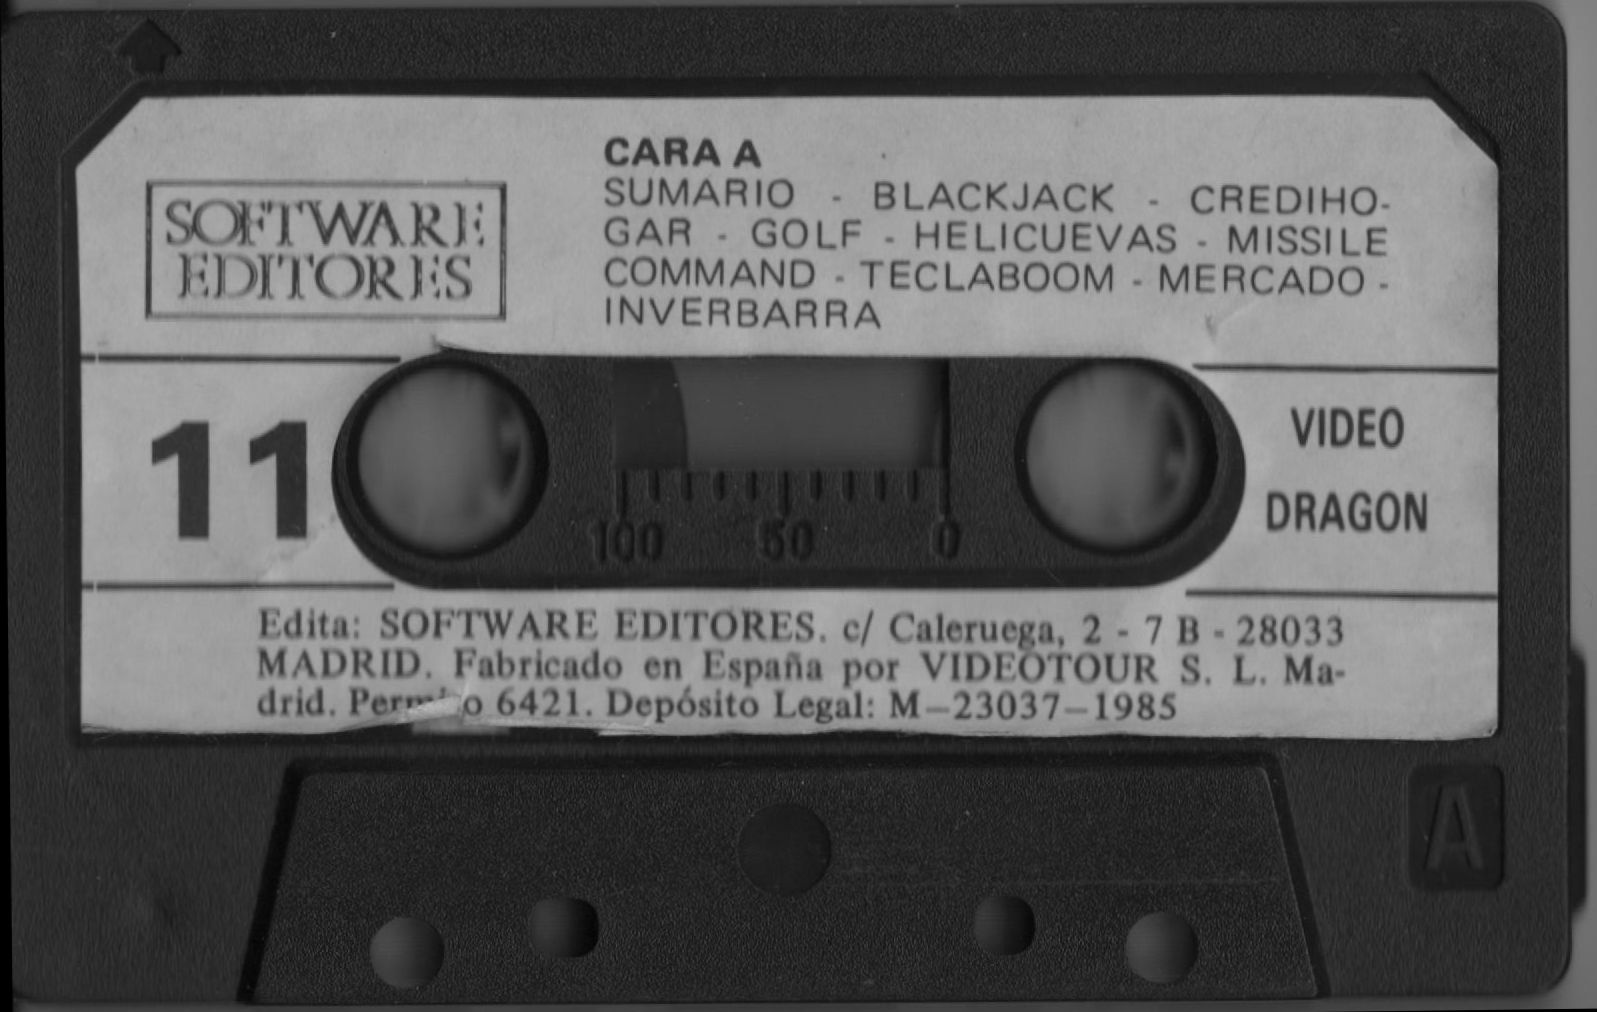 CARA A
SUMARIO - BLACKJACK - CREDIHO-
GAR - GOLF - HELICUEVAS - MISSILE
COMMAND - TECLABOOM - MERCADO -
INVERBARRA
SOFTWARE
EDITORES
11
100 50 0
VIDEO
DRAGON
Edita: SOFTWARE EDITORES. c/ Caleruega, 2 - 7 B - 28033
MADRID. Fabricado en España por VIDEOTOUR S. L. Ma-
drid. 6421. Depósito Legal: M-23037-1985
A